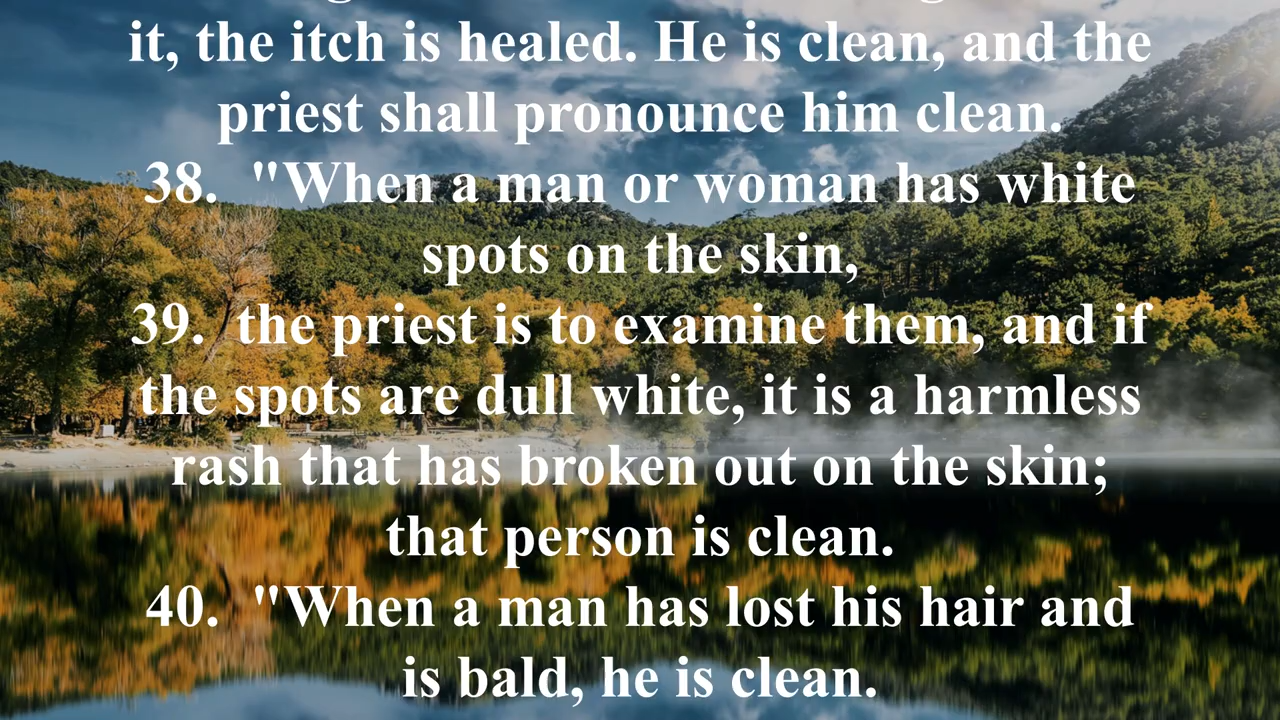 it, the itch is healed. He is clean, and the
priest shall pronounce him clean.
38.  "When a man or woman has white
spots on the skin,
39.  the priest is to examine them, and if
the spots are dull white, it is a harmless
rash that has broken out on the skin;
that person is clean.
40.  "When a man has lost his hair and
is bald, he is clean.